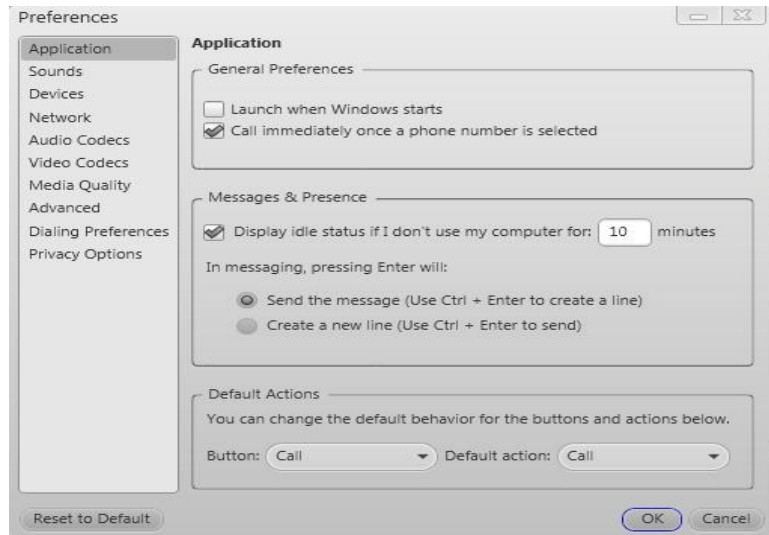 Preferences
Application
Sounds
Devices
Network
Audio Codecs
Video Codecs
Media Quality
Advanced
Dialing Preferences
Privacy Options
Application
General Preferences
Launch when Windows starts
Call immediately once a phone number is selected
Messages & Presence
Display idle status if I don't use my computer for: 10 minutes
In messaging, pressing Enter will:
Send the message (Use Ctrl + Enter to create a line)
Create a new line (Use Ctrl + Enter to send)
Default Actions
You can change the default behavior for the buttons and actions below.
Button: Call Default action: Call
Reset to Default OK Cancel